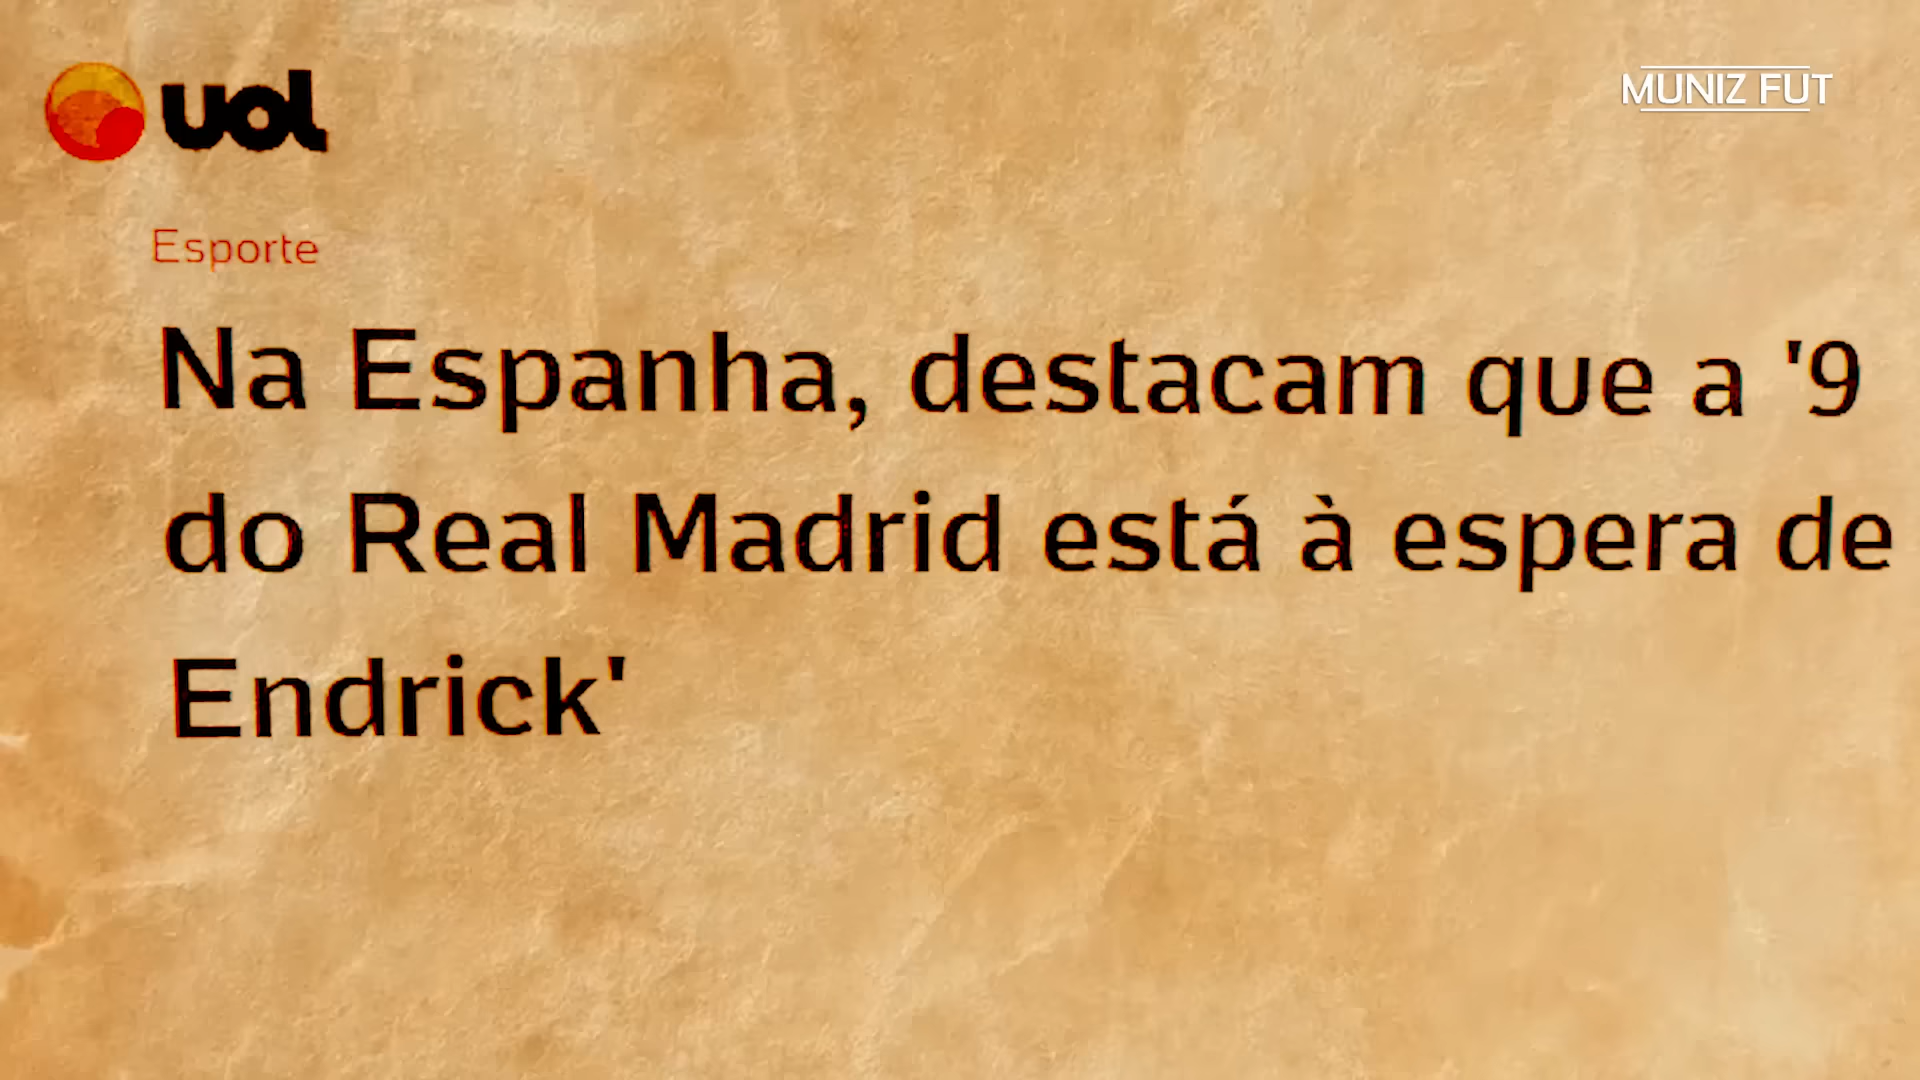 uol
MUNIZ FUT
Esporte
Na Espanha, destacam que a '9
do Real Madrid está à espera de
Endrick'